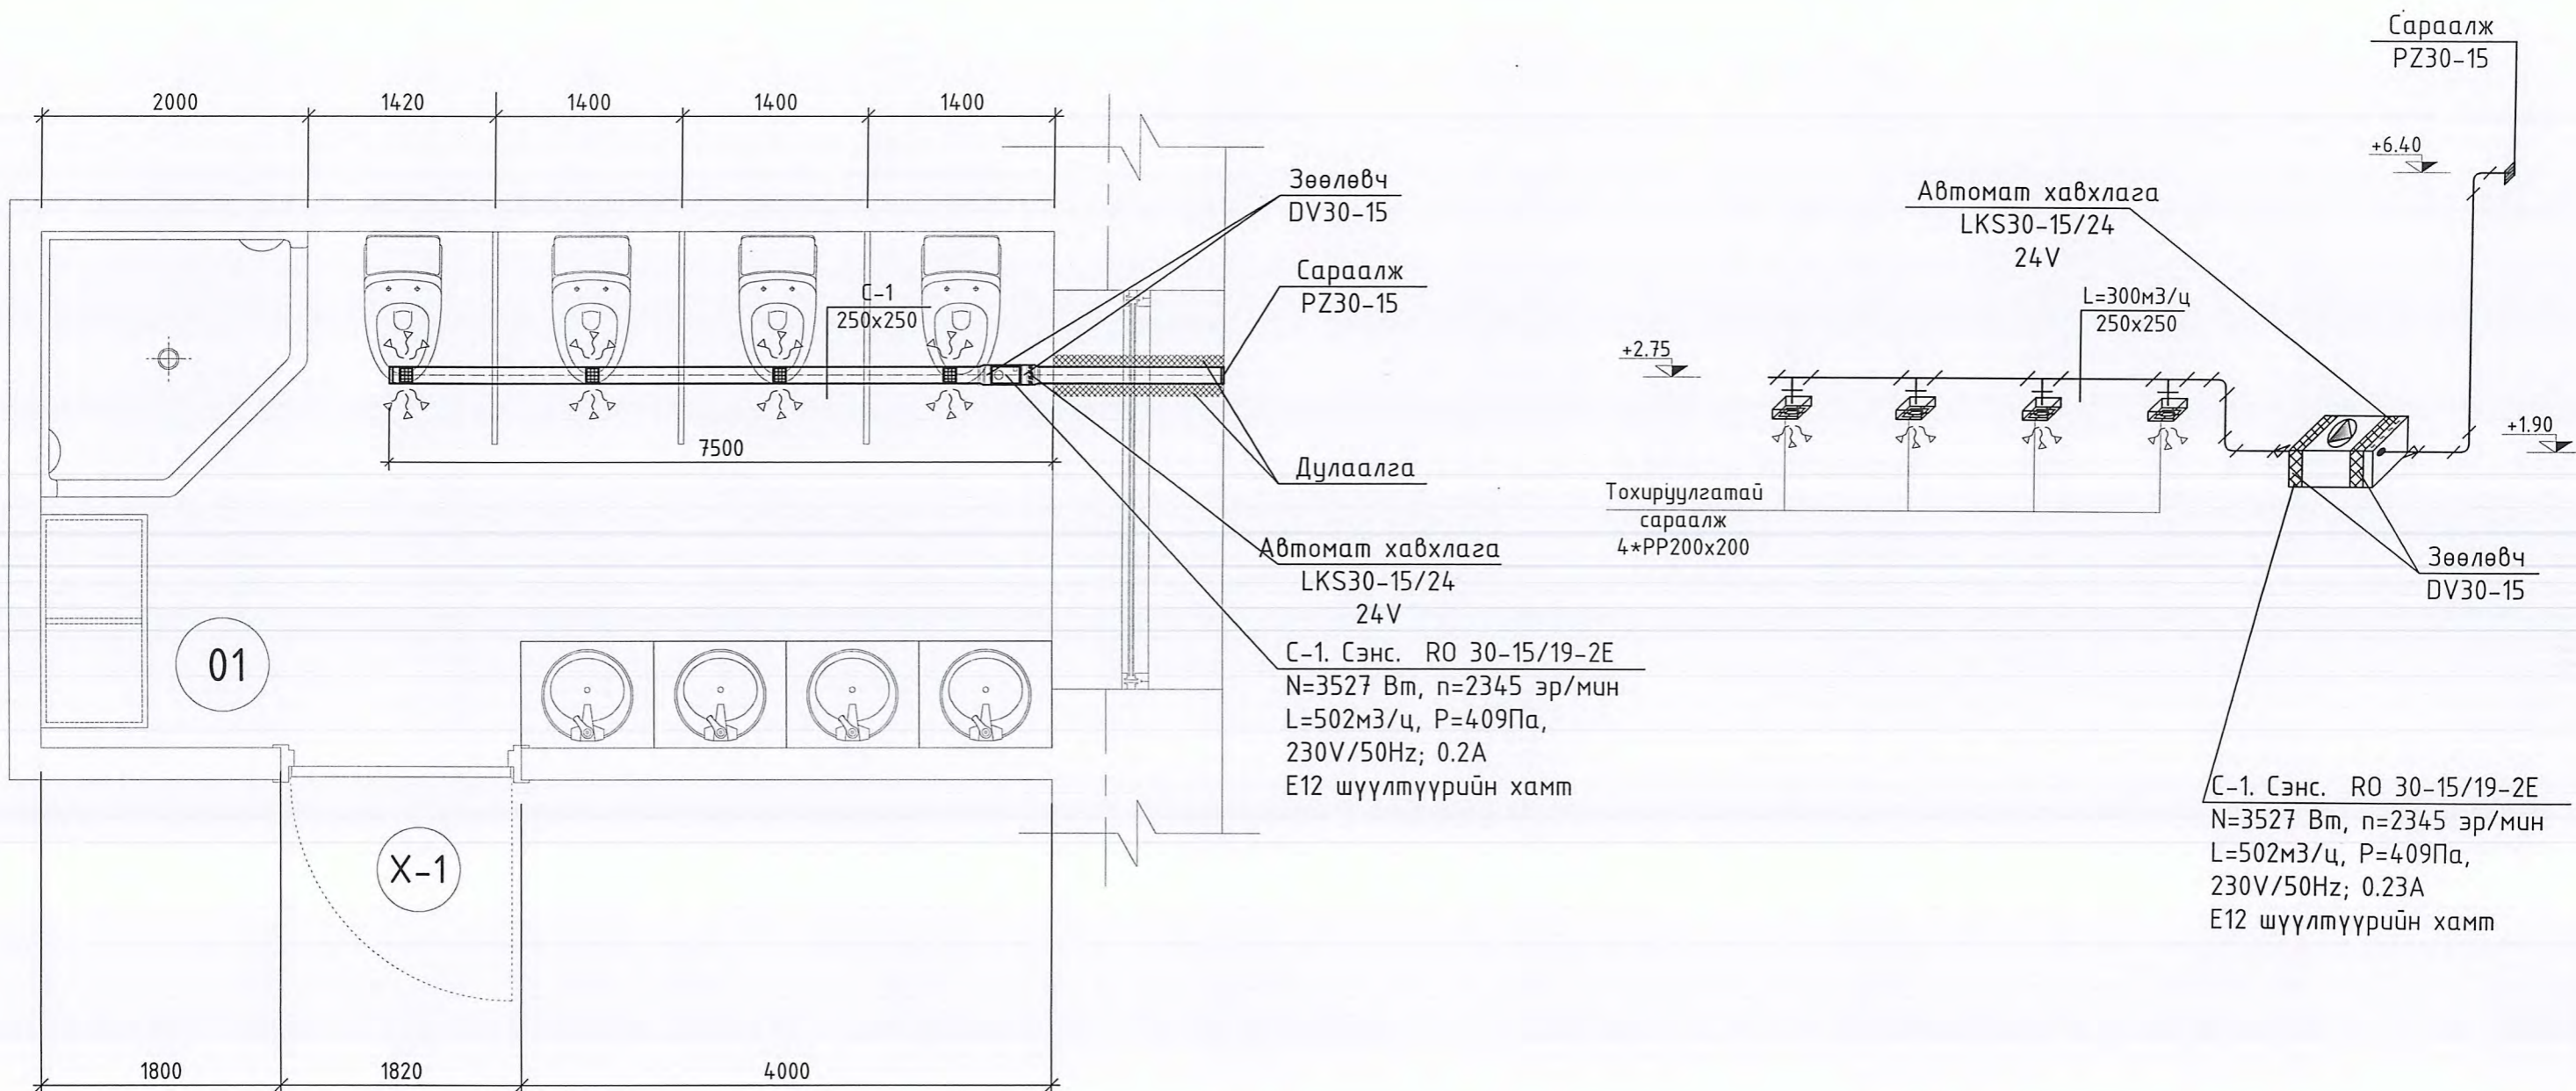 2000
1420
1400
1400
1400
Зөөлөвч
DV30-15
Сараалж
PZ30-15
С-1
250x250
7500
Дулаалга
Автомат хавхлага
LKS30-15/24
24V
С-1. Сэнс. RO 30-15/19-2E
N=3527 Вт, n=2345 эр/мин
L=502м3/ц, P=409Па,
230V/50Hz; 0.2A
E12 шүүлтүүрийн хамт
01
X-1
1800
1820
4000
Сараалж
PZ30-15
+6.40
Автомат хавхлага
LKS30-15/24
24V
L=300м3/ц
250x250
+2.75
+1.90
Тохируулгатай
сараалж
4*PP200x200
Зөөлөвч
DV30-15
С-1. Сэнс. RO 30-15/19-2E
N=3527 Вт, n=2345 эр/мин
L=502м3/ц, P=409Па,
230V/50Hz; 0.23A
E12 шүүлтүүрийн хамт